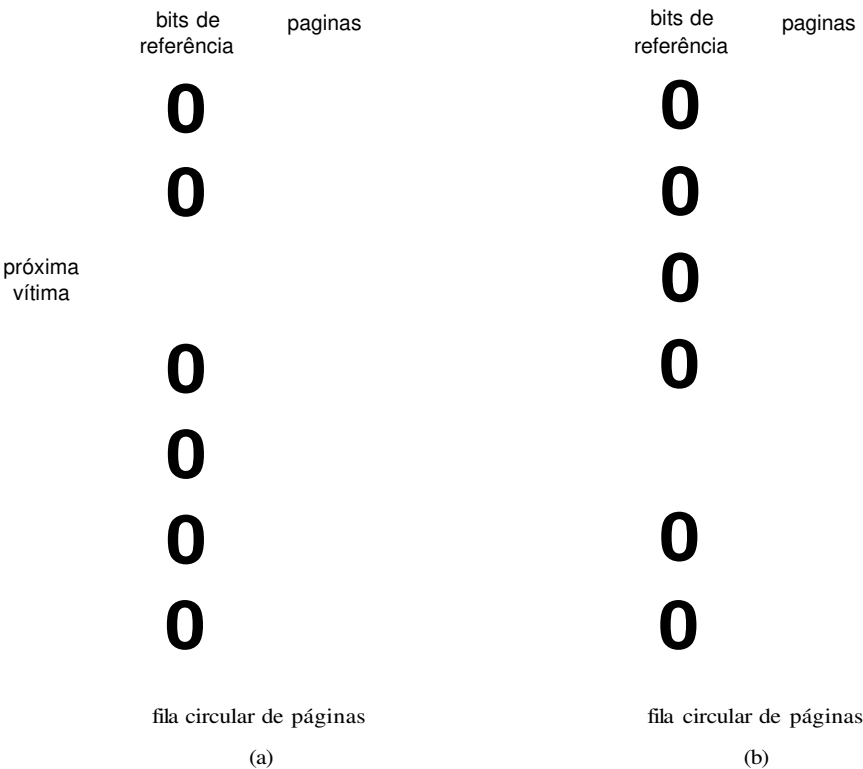 bits de
referência
paginas
0
0
próxima
vítima
0
0
0
0
fila circular de páginas
(a)
bits de
referência
paginas
0
0
0
0
0
0
fila circular de páginas
(b)